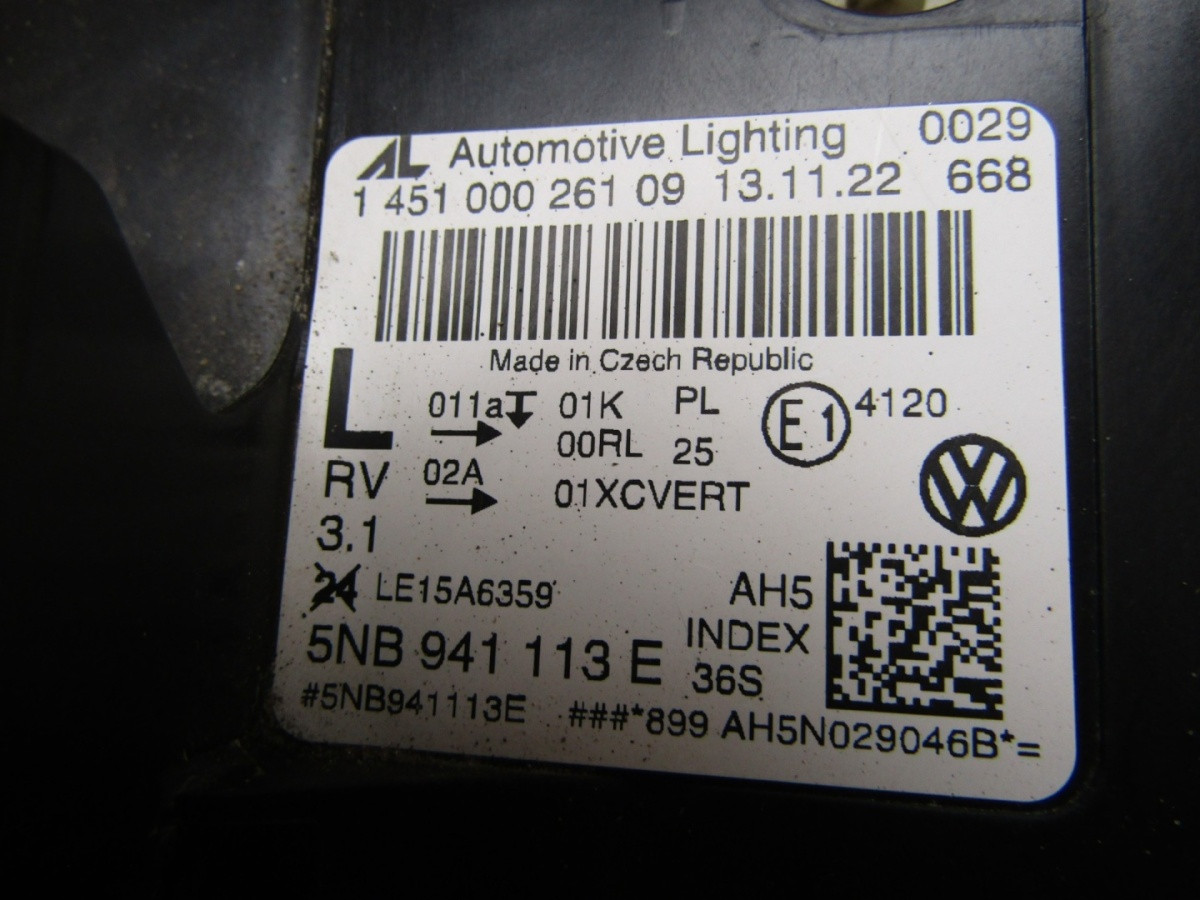 AL Automotive Lighting 0029
1 451 000 261 09 13.11.22 668
Made in Czech Republic
L 011a 01K PL E1 4120
00RL 25
RV 02A 01XCVERT
3.1
24 LE15A6359 AH5
5NB 941 113 E INDEX
36S
#5NB941113E ###*899 AH5N029046B*=